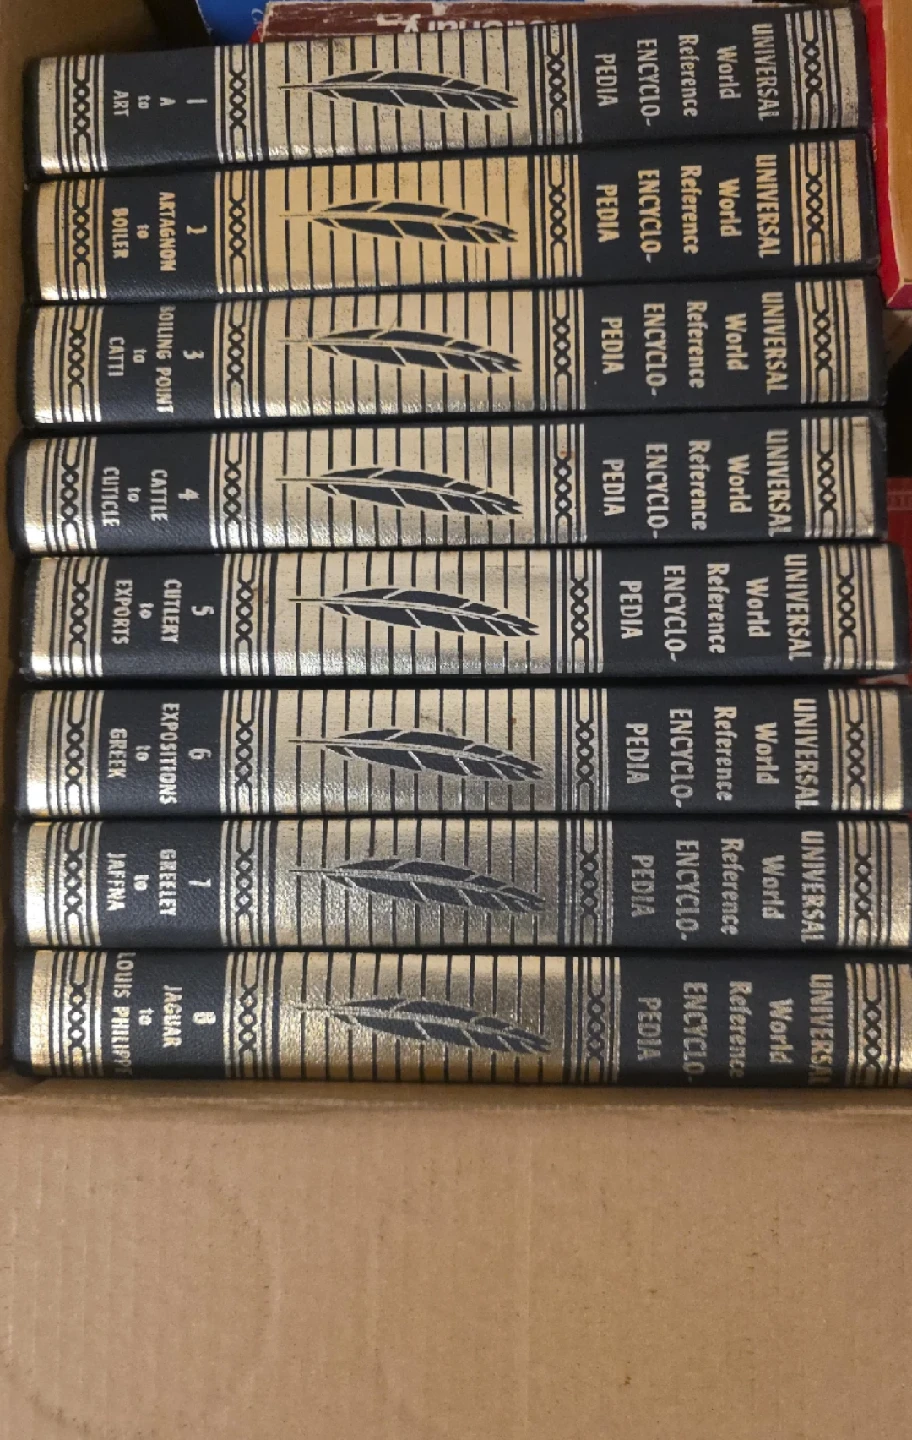 UNIVERSAL
World
Reference
ENCYCLO-
PEDIA
1
A
to
ART
UNIVERSAL
World
Reference
ENCYCLO-
PEDIA
2
ARTAGNON
to
BOILER
UNIVERSAL
World
Reference
ENCYCLO-
PEDIA
3
BOILING POINT
to
CATTI
UNIVERSAL
World
Reference
ENCYCLO-
PEDIA
4
CATTLE
to
CUTICLE
UNIVERSAL
World
Reference
ENCYCLO-
PEDIA
5
CUTLERY
to
EXPORTS
UNIVERSAL
World
Reference
ENCYCLO-
PEDIA
6
EXPOSITIONS
to
GREEK
UNIVERSAL
World
Reference
ENCYCLO-
PEDIA
7
GREELEY
to
JAFFNA
UNIVERSAL
World
Reference
ENCYCLO-
PEDIA
8
JAGUAR
to
LOUIS PHILIPPE